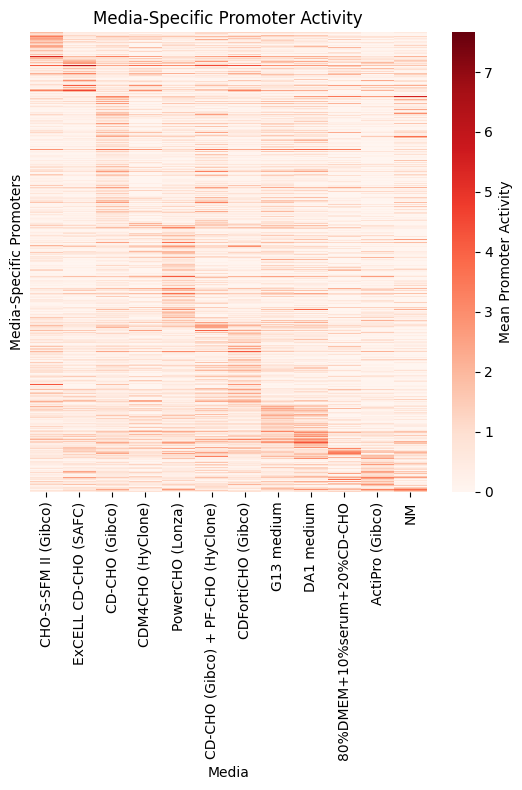 Media-Specific Promoter Activity
Media-Specific Promoters
7
6
5
4
3
2
1
0
Mean Promoter Activity
CHO-S-SFM II (Gibco)
ExCELL CD-CHO (SAFC)
CD-CHO (Gibco)
CDM4CHO (HyClone)
PowerCHO (Lonza)
CD-CHO (Gibco) + PF-CHO (HyClone)
CDFortiCHO (Gibco)
G13 medium
DA1 medium
80%DMEM+10%serum+20%CD-CHO
ActiPro (Gibco)
NM
Media